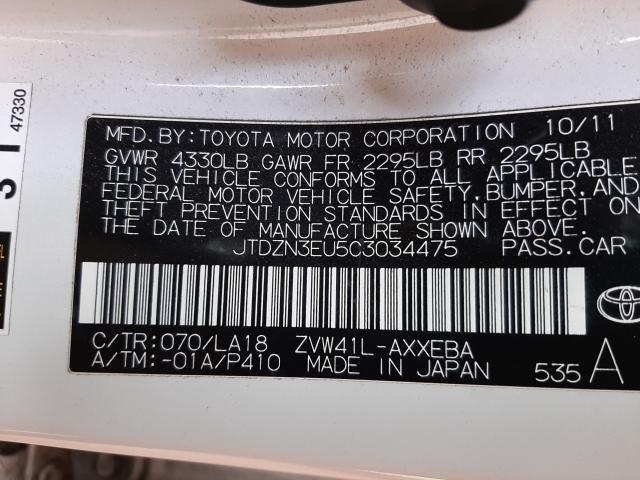 MFD.BY:TOYOTA MOTOR CORPORATION 10/11
GVWR 4330LB GAWR FR 2295LB RR 2295LB
THIS VEHICLE CONFORMS TO ALL APPLICABLE
FEDERAL MOTOR VEHICLE SAFETY,BUMPER,AND
THEFT PREVENTION STANDARDS IN EFFECT ON
THE DATE OF MANUFACTURE SHOWN ABOVE.
JTDZN3EU5C3034475 PASS.CAR
C/TR:070/LA18 ZVW41L-AXXEBA
A/TM:-01A/P410 MADE IN JAPAN 535 A
47330